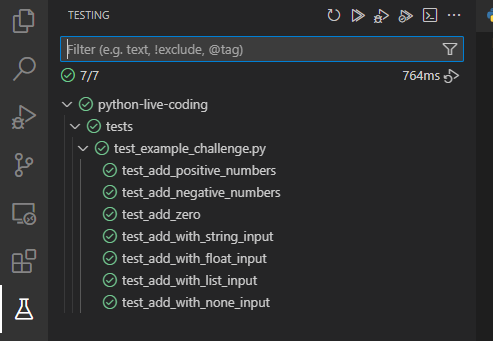 TESTING
Filter (e.g. text, !exclude, @tag)
7/7 764ms
python-live-coding
tests
test_example_challenge.py
test_add_positive_numbers
test_add_negative_numbers
test_add_zero
test_add_with_string_input
test_add_with_float_input
test_add_with_list_input
test_add_with_none_input